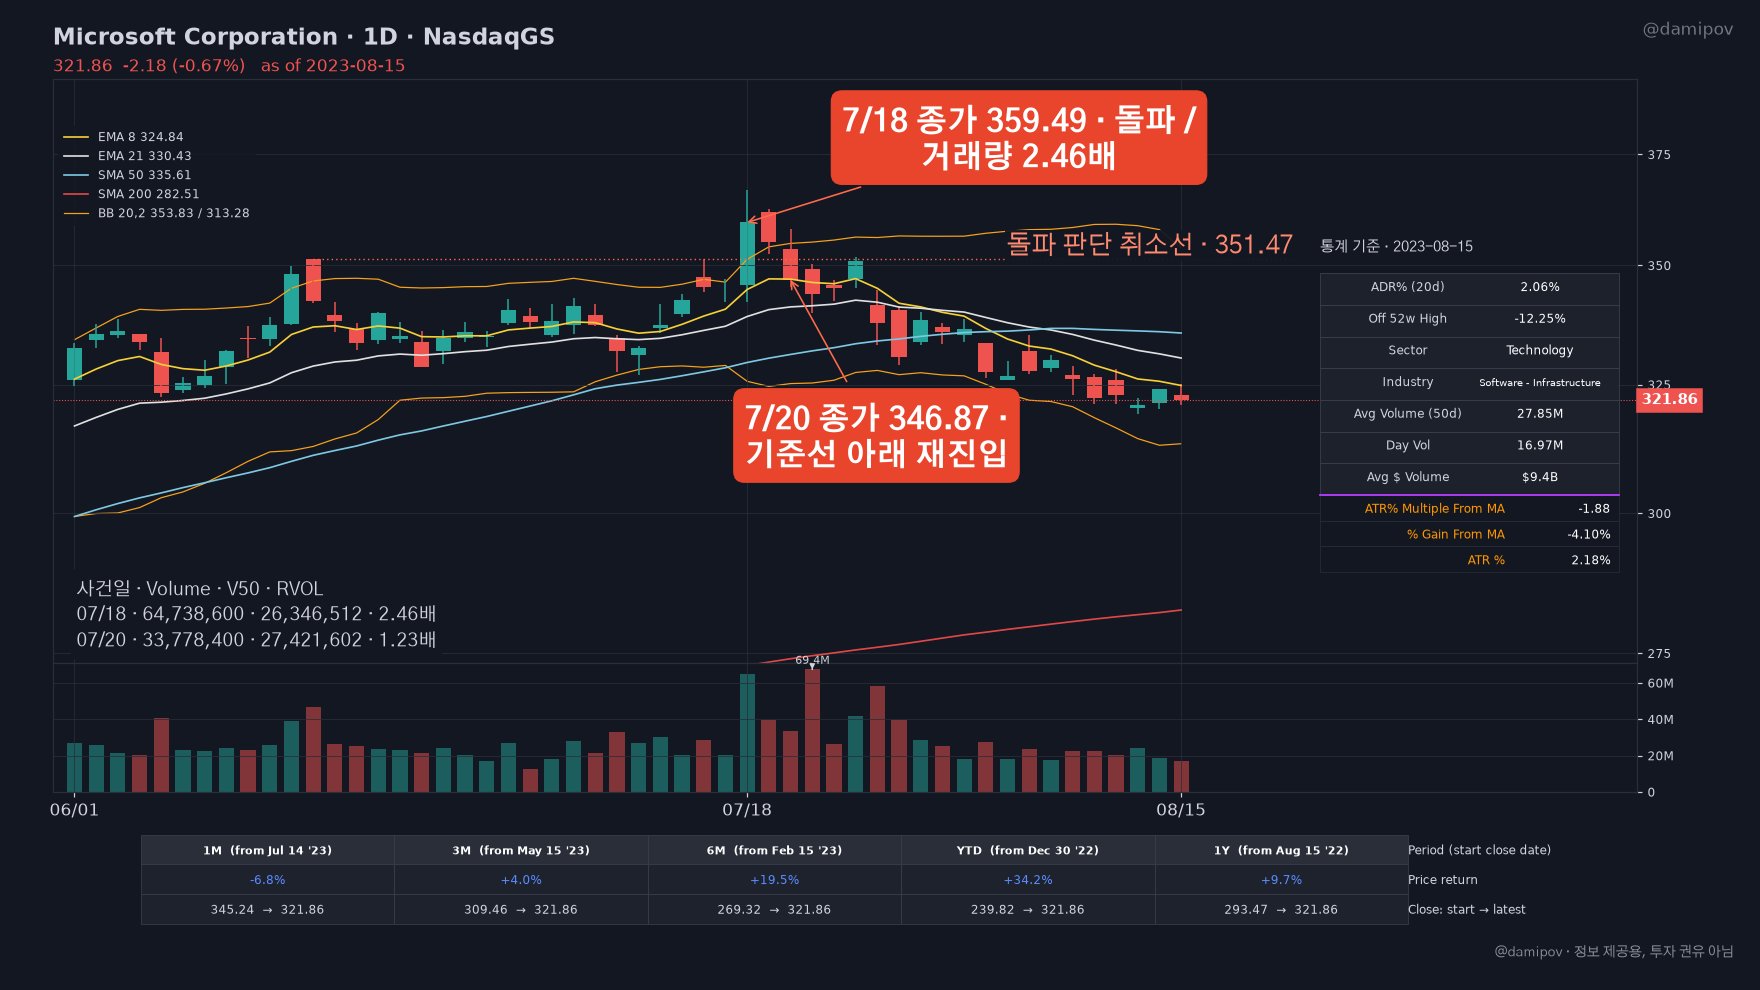 Microsoft Corporation · 1D · NasdaqGS
@damipov
321.86 -2.18 (-0.67%) as of 2023-08-15
7/18 종가 359.49 · 돌파 /
거래량 2.46배
EMA 8 324.84
EMA 21 330.43
SMA 50 335.61
SMA 200 282.51
BB 20,2 353.83 / 313.28
돌파 판단 취소선 · 351.47
통계 기준 · 2023-08-15
ADR% (20d) 2.06%
Off 52w High -12.25%
Sector Technology
Industry Software - Infrastructure
Avg Volume (50d) 27.85M
Day Vol 16.97M
Avg $ Volume $9.4B
ATR% Multiple From MA -1.88
% Gain From MA -4.10%
ATR % 2.18%
375
350
325
321.86
300
275
7/20 종가 346.87 ·
기준선 아래 재진입
사건일 · Volume · V50 · RVOL
07/18 · 64,738,600 · 26,346,512 · 2.46배
07/20 · 33,778,400 · 27,421,602 · 1.23배
69.4M
60M
40M
20M
0
06/01 07/18 08/15
1M (from Jul 14 '23) 3M (from May 15 '23) 6M (from Feb 15 '23) YTD (from Dec 30 '22) 1Y (from Aug 15 '22) Period (start close date)
-6.8% +4.0% +19.5% +34.2% +9.7% Price return
345.24 → 321.86 309.46 → 321.86 269.32 → 321.86 239.82 → 321.86 293.47 → 321.86 Close: start → latest
@damipov · 정보 제공용, 투자 권유 아님